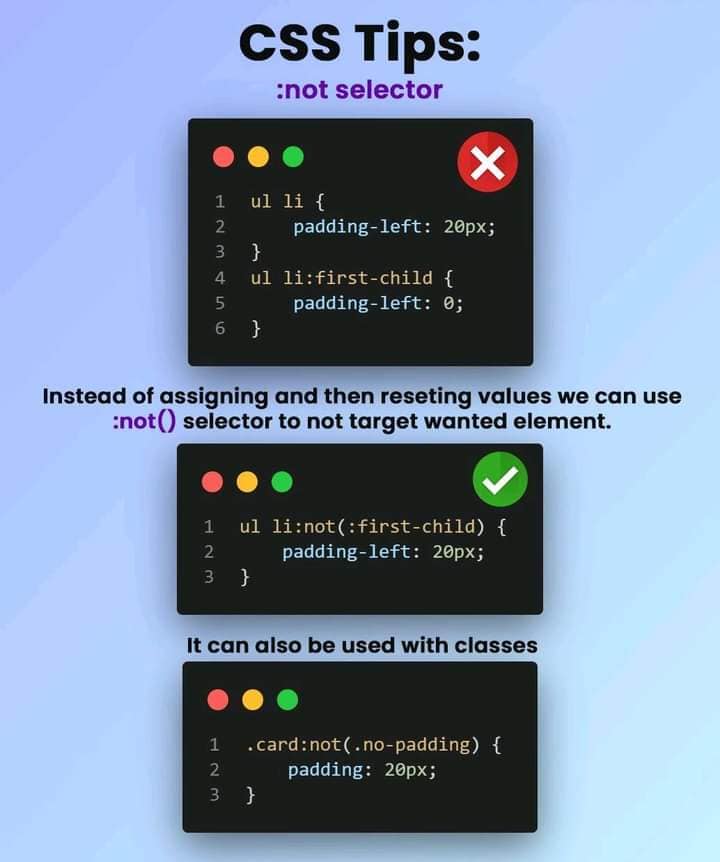 CSS Tips:
:not selector
1 ul li {
2 padding-left: 20px;
3 }
4 ul li:first-child {
5 padding-left: 0;
6 }
Instead of assigning and then reseting values we can use
:not() selector to not target wanted element.
1 ul li:not(:first-child) {
2 padding-left: 20px;
3 }
It can also be used with classes
1 .card:not(.no-padding) {
2 padding: 20px;
3 }